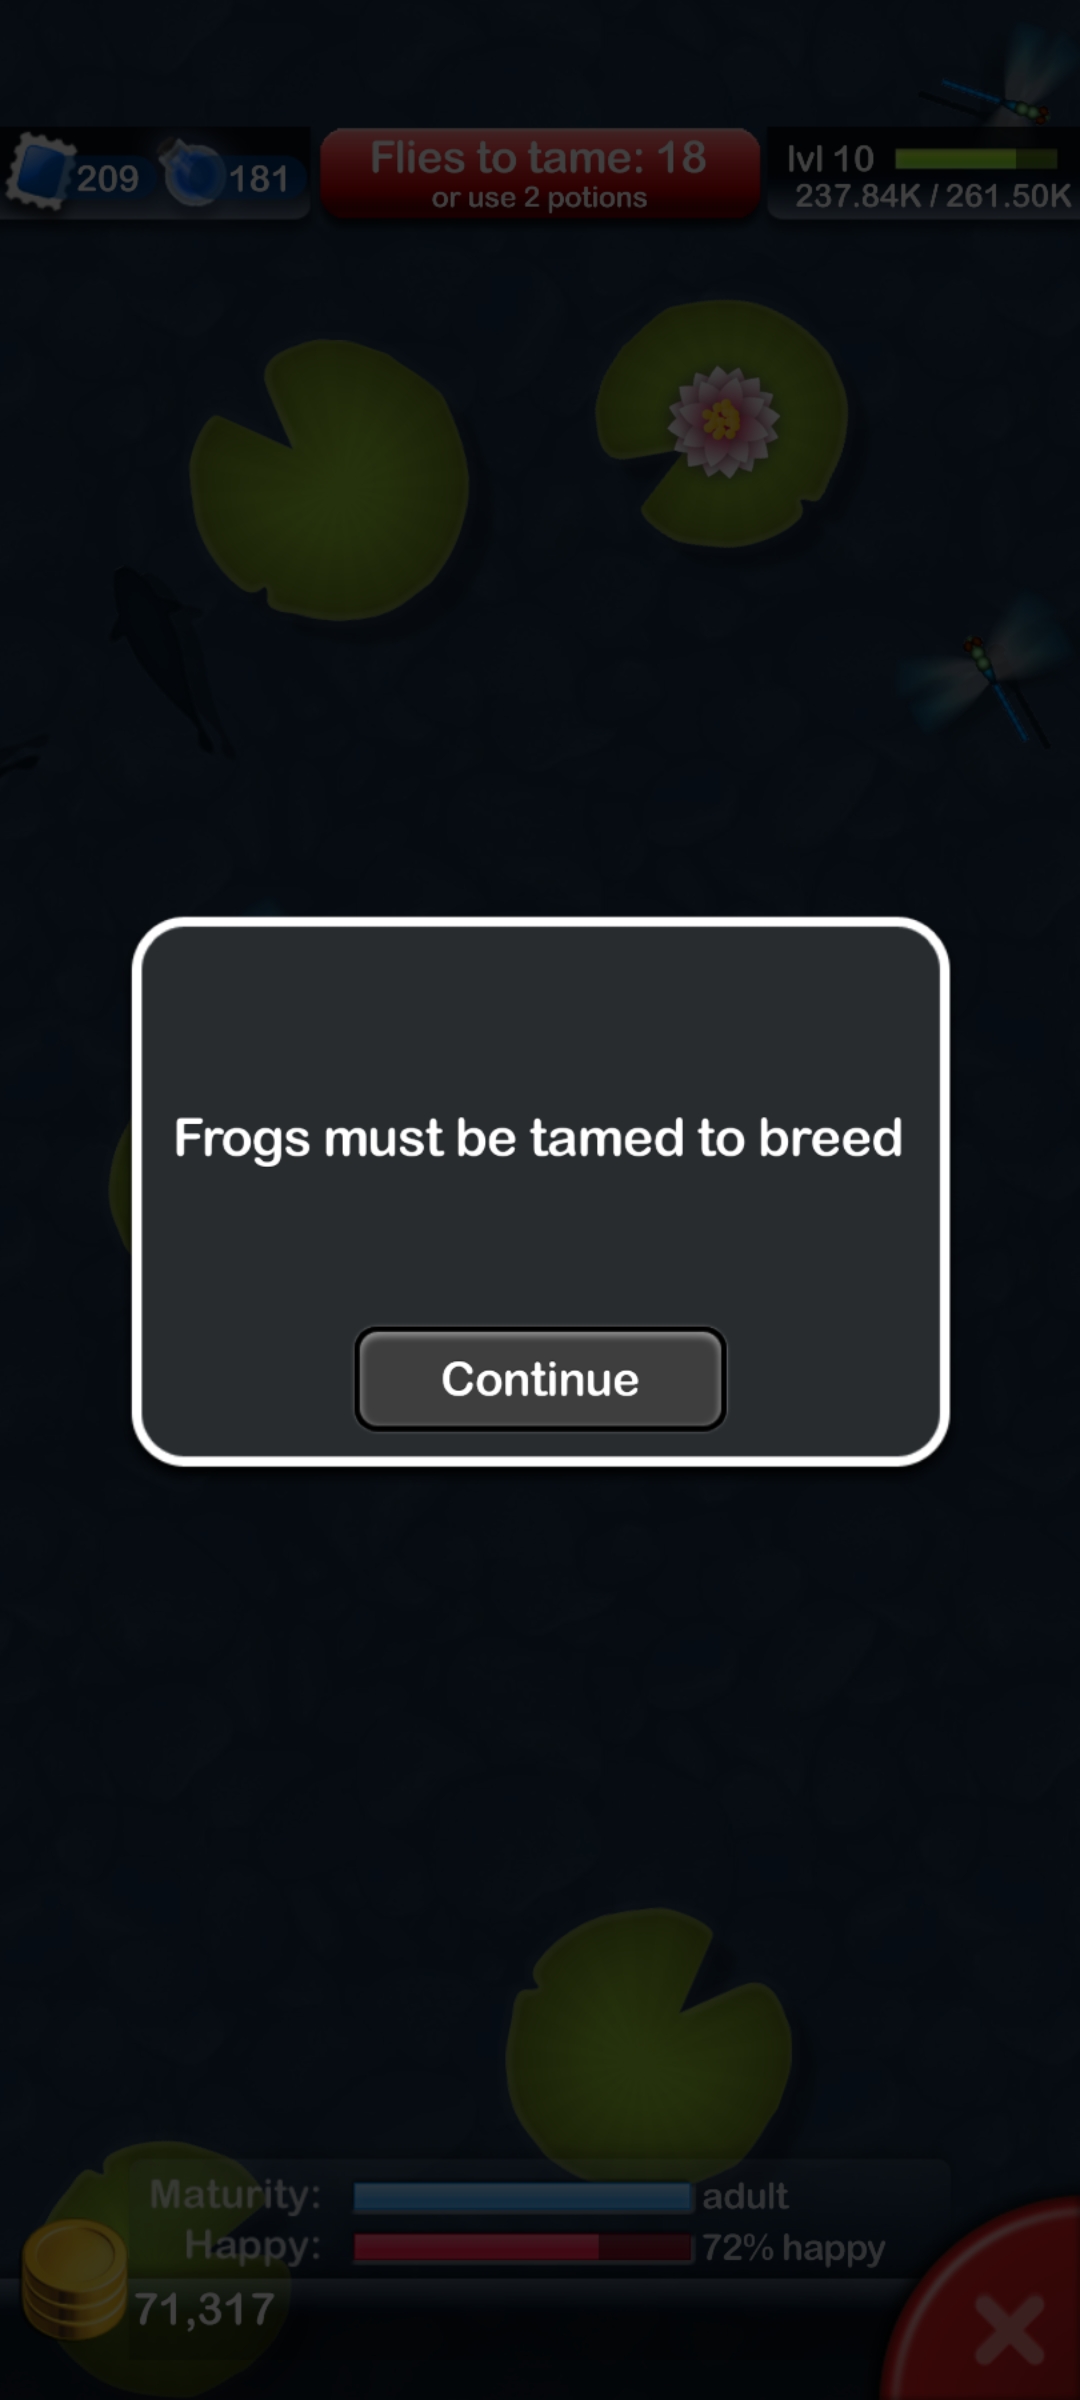 209
181
Flies to tame: 18
or use 2 potions
lvl 10
237.84K / 261.50K
Frogs must be tamed to breed
Continue
Maturity:
adult
Happy:
72% happy
71,317